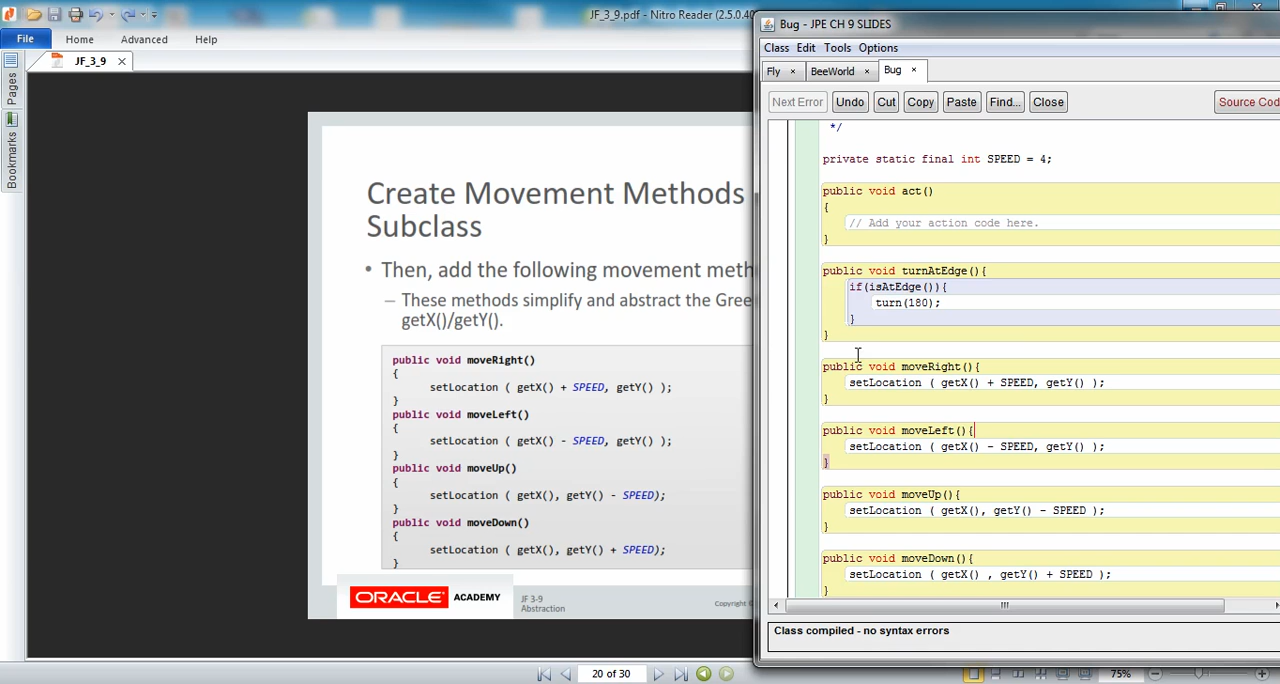 JF_3_9.pdf - Nitro Reader (2.5.0.40
File
Home
Advanced
Help
JF_3_9
Pages
Bookmarks
Create Movement Methods
Subclass
• Then, add the following movement meth
– These methods simplify and abstract the Gree
getX()/getY().
public void moveRight()
{
setLocation ( getX() + SPEED, getY() );
}
public void moveLeft()
{
setLocation ( getX() - SPEED, getY() );
}
public void moveUp()
{
setLocation ( getX(), getY() - SPEED);
}
public void moveDown()
{
setLocation ( getX(), getY() + SPEED);
}
ORACLE ACADEMY
JF 3-9
Abstraction
Copyright ©
20 of 30
75%
Bug - JPE CH 9 SLIDES
Class Edit Tools Options
Fly × BeeWorld × Bug ×
Next Error Undo Cut Copy Paste Find... Close Source Cod
*/
private static final int SPEED = 4;
public void act()
{
// Add your action code here.
}
public void turnAtEdge(){
if(isAtEdge()){
turn(180);
}
}
public void moveRight(){
setLocation ( getX() + SPEED, getY() );
}
public void moveLeft(){
setLocation ( getX() - SPEED, getY() );
}
public void moveUp(){
setLocation ( getX(), getY() - SPEED );
}
public void moveDown(){
setLocation ( getX() , getY() + SPEED );
}
Class compiled - no syntax errors